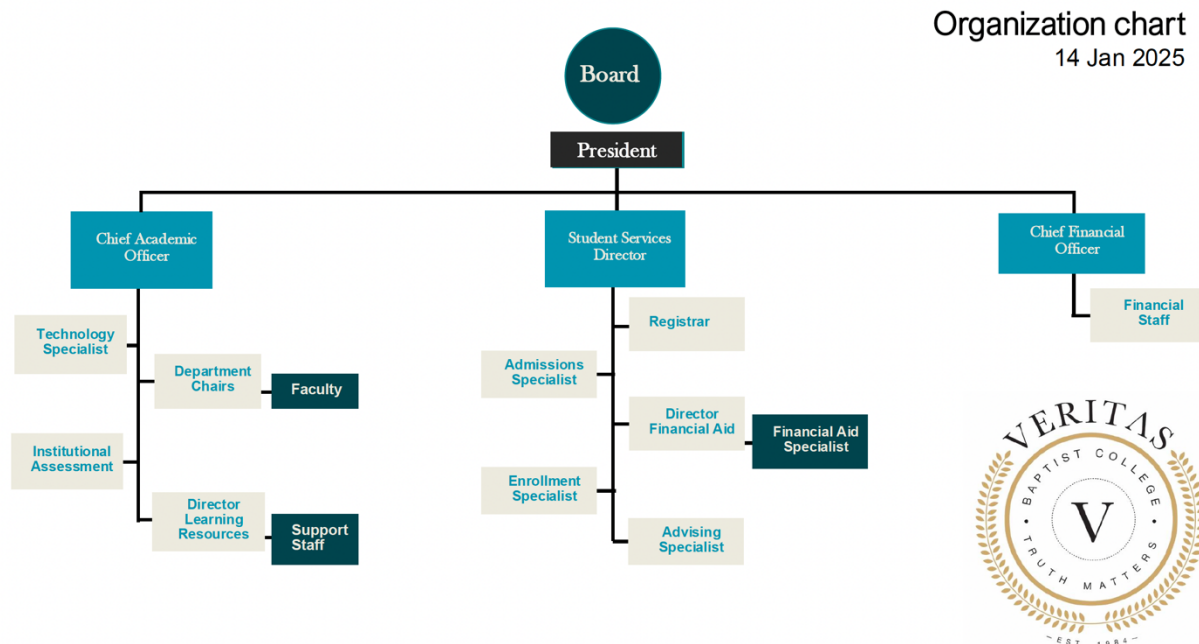 Organization chart
14 Jan 2025
Board
President
Chief Academic
Officer
Student Services
Director
Chief Financial
Officer
Technology
Specialist
Department
Chairs
Faculty
Institutional
Assessment
Director
Learning
Resources
Support
Staff
Registrar
Admissions
Specialist
Director
Financial Aid
Financial Aid
Specialist
Enrollment
Specialist
Advising
Specialist
Financial
Staff
VERITAS
BAPTIST COLLEGE
V
• TRUTH MATTERS •
– EST. 1984 –